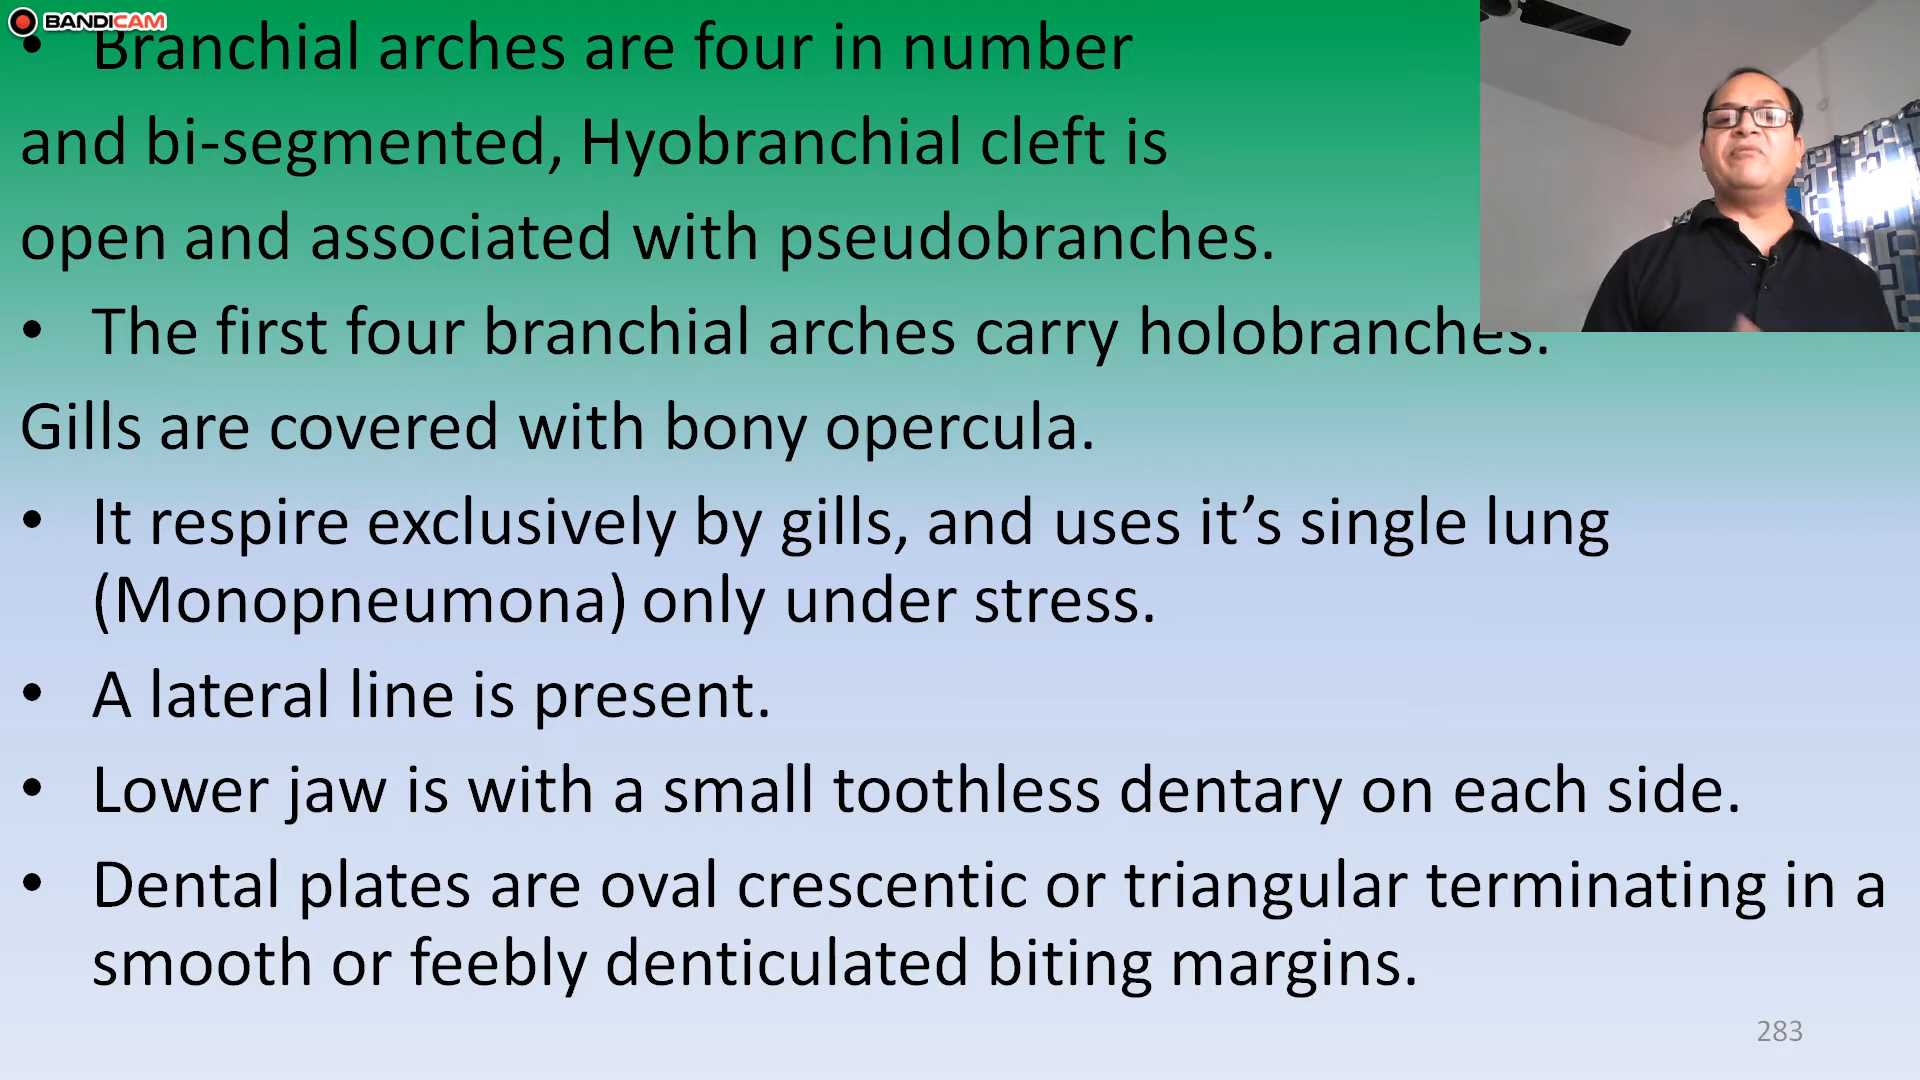 BANDICAM
• Branchial arches are four in number
and bi-segmented, Hyobranchial cleft is
open and associated with pseudobranches.
• The first four branchial arches carry holobranches.
Gills are covered with bony opercula.
• It respire exclusively by gills, and uses it’s single lung
(Monopneumona) only under stress.
• A lateral line is present.
• Lower jaw is with a small toothless dentary on each side.
• Dental plates are oval crescentic or triangular terminating in a
smooth or feebly denticulated biting margins.
283